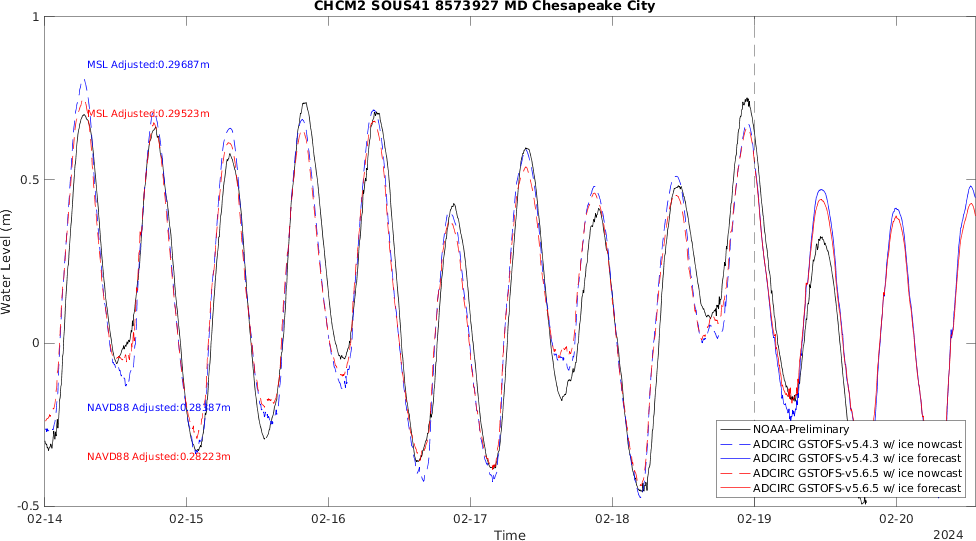 CHCM2 SOUS41 8573927 MD Chesapeake City
1
MSL Adjusted:0.29687m
MSL Adjusted:0.29523m
0.5
Water Level (m)
0
NAVD88 Adjusted:0.28387m
NAVD88 Adjusted:0.28223m
NOAA-Preliminary
ADCIRC GSTOFS-v5.4.3 w/ ice nowcast
ADCIRC GSTOFS-v5.4.3 w/ ice forecast
ADCIRC GSTOFS-v5.6.5 w/ ice nowcast
ADCIRC GSTOFS-v5.6.5 w/ ice forecast
-0.5
02-14 02-15 02-16 02-17 02-18 02-19 02-20
Time
2024